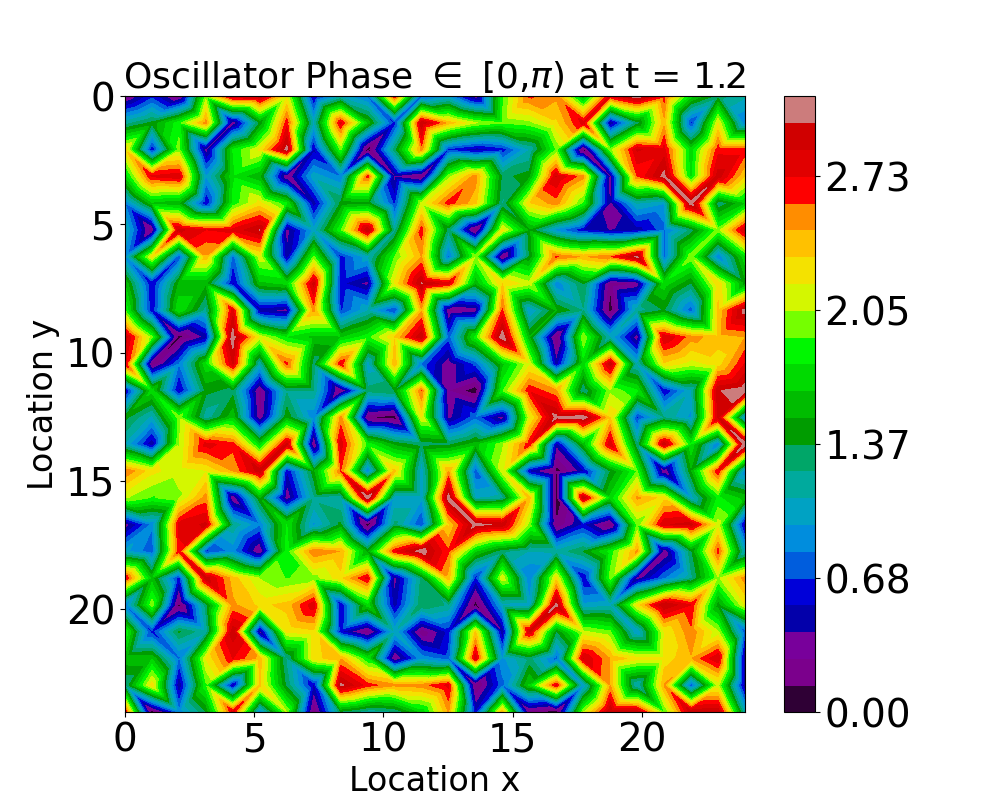 Oscillator Phase ∈ [0,π) at t = 1.2
0
5
10
15
20
Location y
0 5 10 15 20
Location x
2.73
2.05
1.37
0.68
0.00